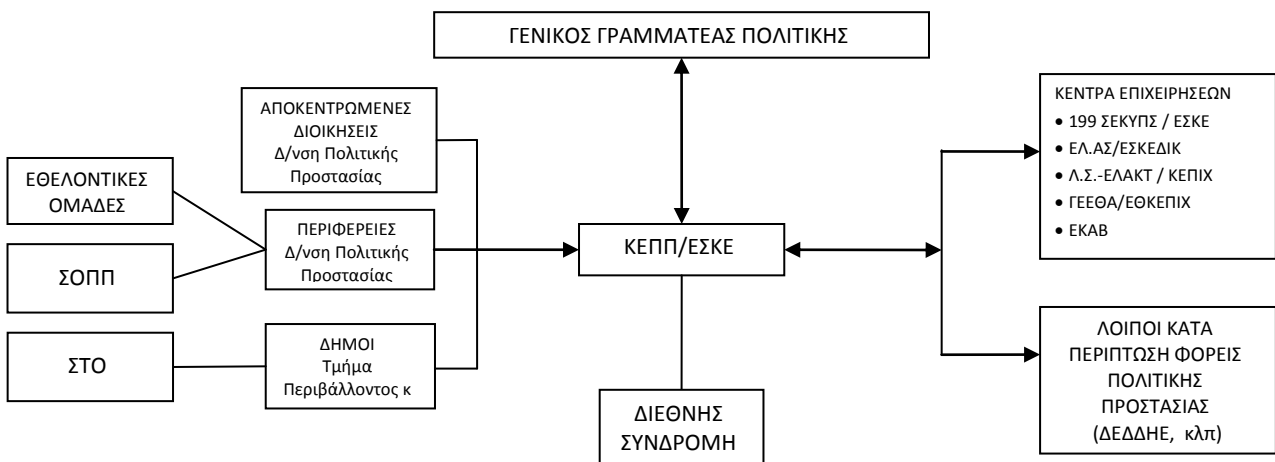 ΓΕΝΙΚΟΣ ΓΡΑΜΜΑΤΕΑΣ ΠΟΛΙΤΙΚΗΣ
ΑΠΟΚΕΝΤΡΩΜΕΝΕΣ
ΔΙΟΙΚΗΣΕΙΣ
Δ/νση Πολιτικής
Προστασίας
ΕΘΕΛΟΝΤΙΚΕΣ
ΟΜΑΔΕΣ
ΣΟΠΠ
ΣΤΟ
ΠΕΡΙΦΕΡΕΙΕΣ
Δ/νση Πολιτικής
Προστασίας
ΔΗΜΟΙ
Τμήμα
Περιβάλλοντος κ
ΚΕΠΠ/ΕΣΚΕ
ΔΙΕΘΝΗΣ
ΣΥΝΔΡΟΜΗ
ΚΕΝΤΡΑ ΕΠΙΧΕΙΡΗΣΕΩΝ
• 199 ΣΕΚΥΠΣ / ΕΣΚΕ
• ΕΛ.ΑΣ/ΕΣΚΕΔΙΚ
• Λ.Σ.-ΕΛΑΚΤ / ΚΕΠΙΧ
• ΓΕΕΘΑ/ΕΘΚΕΠΙΧ
• ΕΚΑΒ
ΛΟΙΠΟΙ ΚΑΤΑ
ΠΕΡΙΠΤΩΣΗ ΦΟΡΕΙΣ
ΠΟΛΙΤΙΚΗΣ
ΠΡΟΣΤΑΣΙΑΣ
(ΔΕΔΔΗΕ, κλπ)